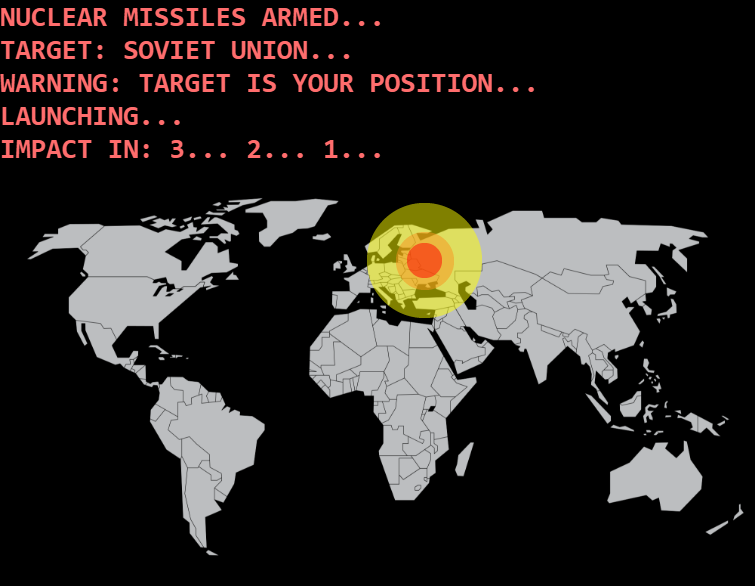 NUCLEAR MISSILES ARMED...
TARGET: SOVIET UNION...
WARNING: TARGET IS YOUR POSITION...
LAUNCHING...
IMPACT IN: 3... 2... 1...